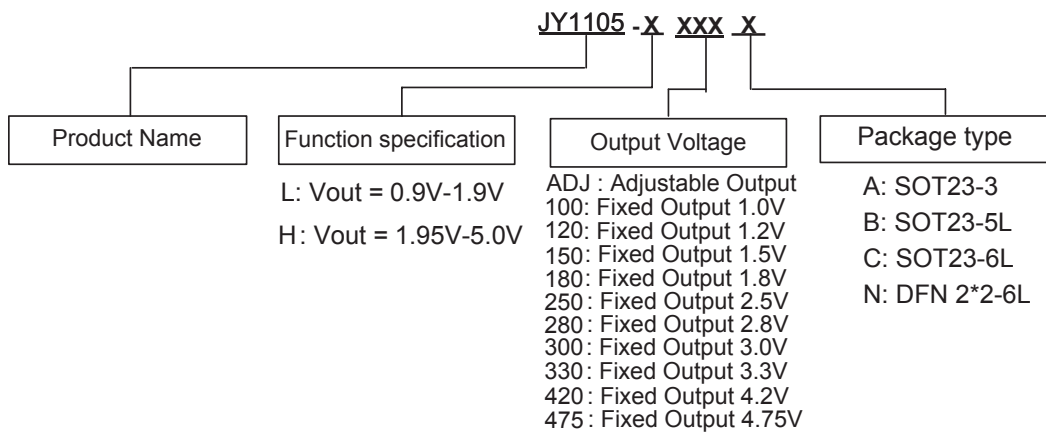 JY1105 -X XXX X
Product Name
Function specification
L: Vout = 0.9V-1.9V
H: Vout = 1.95V-5.0V
Output Voltage
ADJ : Adjustable Output
100: Fixed Output 1.0V
120: Fixed Output 1.2V
150: Fixed Output 1.5V
180: Fixed Output 1.8V
250: Fixed Output 2.5V
280: Fixed Output 2.8V
300: Fixed Output 3.0V
330: Fixed Output 3.3V
420: Fixed Output 4.2V
475: Fixed Output 4.75V
Package type
A: SOT23-3
B: SOT23-5L
C: SOT23-6L
N: DFN 2*2-6L